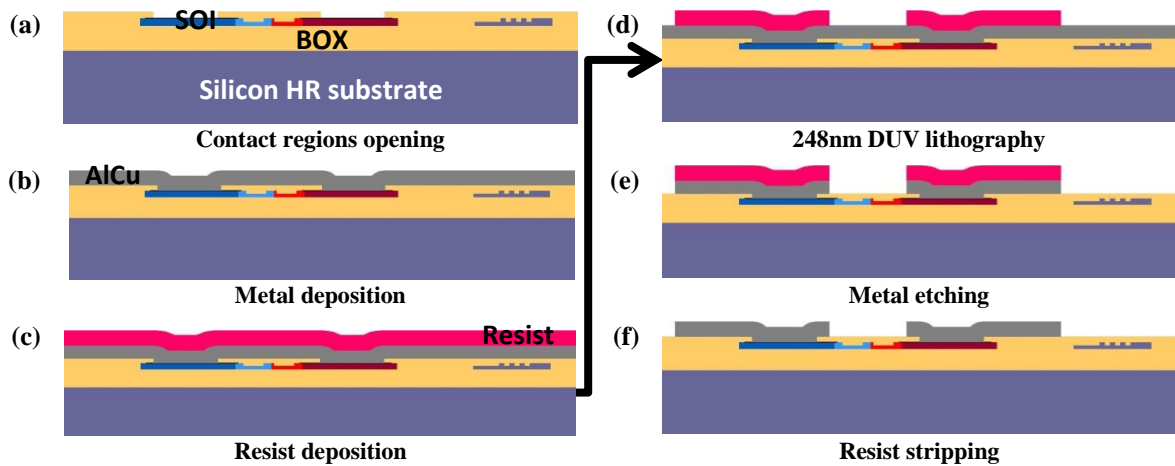 (a)
SOI
BOX
Silicon HR substrate
Contact regions opening
(b)
AlCu
Metal deposition
(c)
Resist
Resist deposition
(d)
248nm DUV lithography
(e)
Metal etching
(f)
Resist stripping